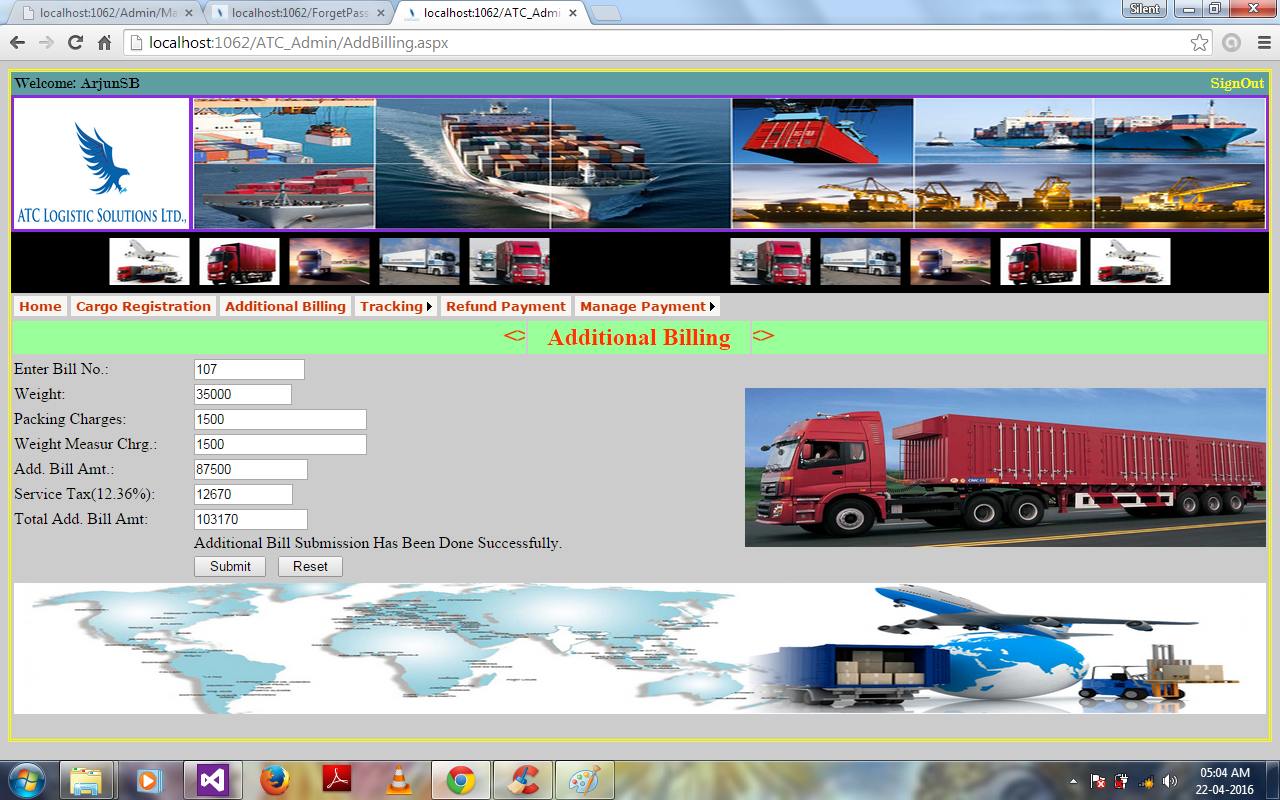 localhost:1062/Admin/Ma
localhost:1062/ForgetPass
localhost:1062/ATC_Admi
Silent
localhost:1062/ATC_Admin/AddBilling.aspx
Welcome: ArjunSB
SignOut
ATC LOGISTIC SOLUTIONS LTD.,
Home
Cargo Registration
Additional Billing
Tracking
Refund Payment
Manage Payment
<> Additional Billing <>
Enter Bill No.: 107
Weight: 35000
Packing Charges: 1500
Weight Measur Chrg.: 1500
Add. Bill Amt.: 87500
Service Tax(12.36%): 12670
Total Add. Bill Amt: 103170
Additional Bill Submission Has Been Done Successfully.
Submit
Reset
05:04 AM
22-04-2016